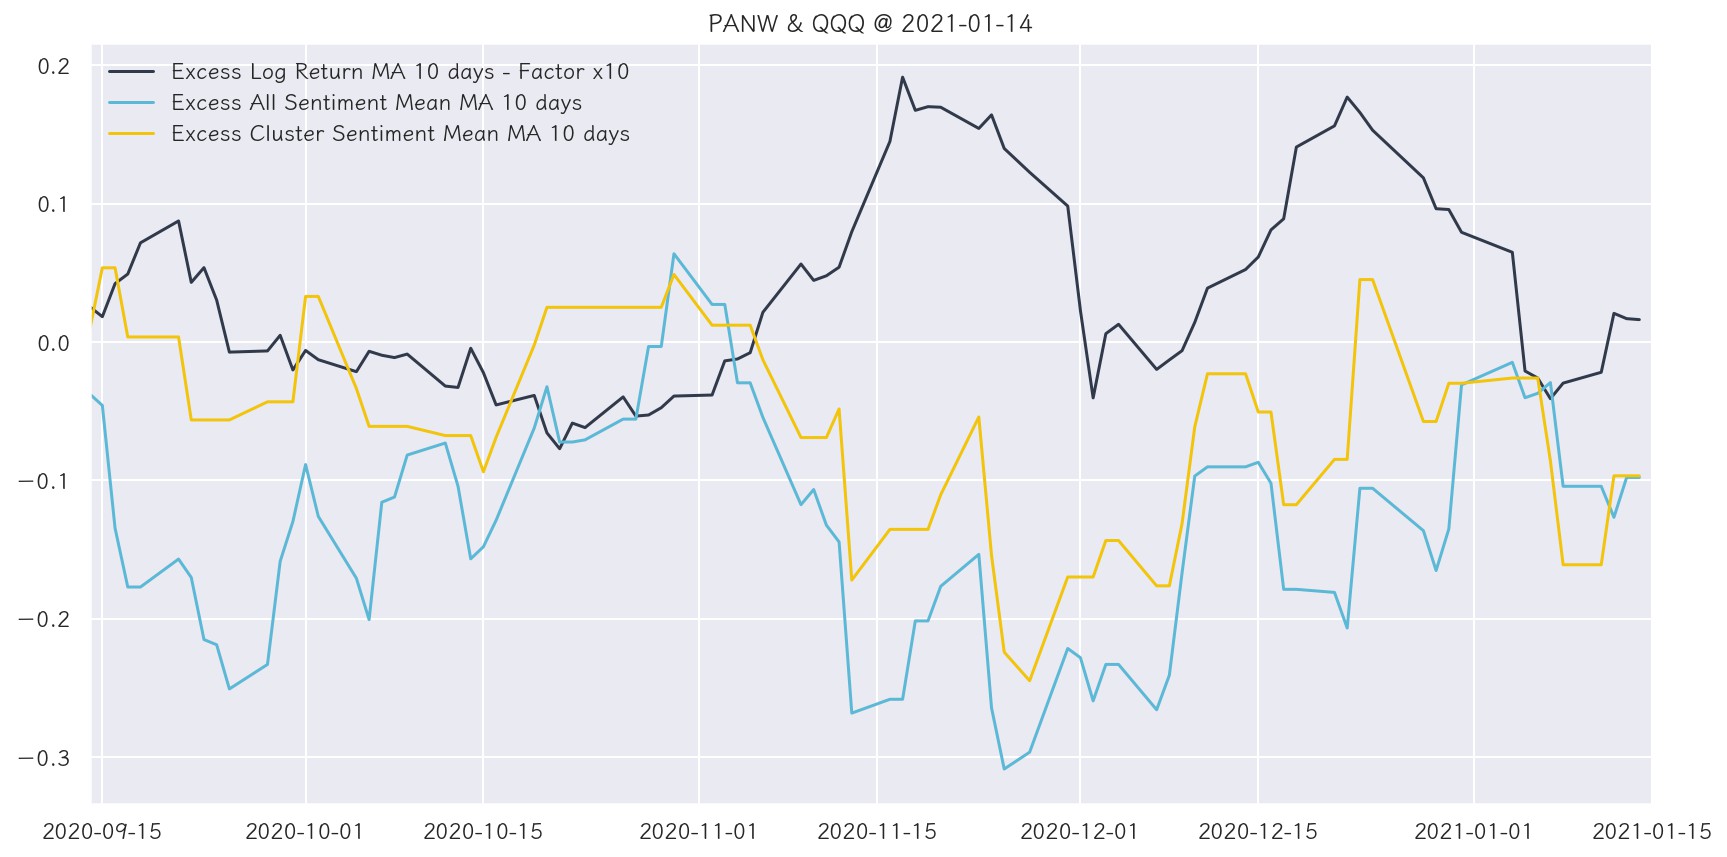 PANW & QQQ @ 2021-01-14
Excess Log Return MA 10 days - Factor x10
Excess All Sentiment Mean MA 10 days
Excess Cluster Sentiment Mean MA 10 days
0.2
0.1
0.0
−0.1
−0.2
−0.3
2020-09-15 2020-10-01 2020-10-15 2020-11-01 2020-11-15 2020-12-01 2020-12-15 2021-01-01 2021-01-15